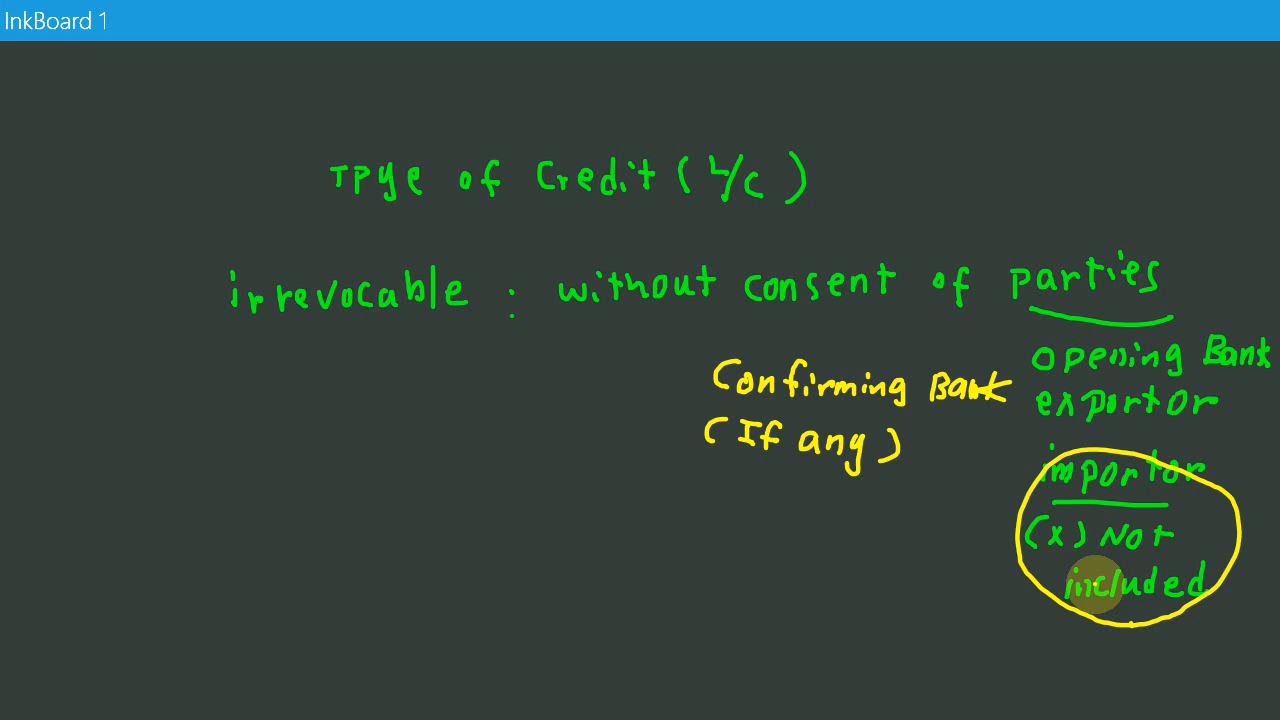 InkBoard 1
TPye of Credit (L/C)
irrevocable : without consent of parties
opening Bank
Confirming Bank
exportor
(If any)
importor
(X) Not
included